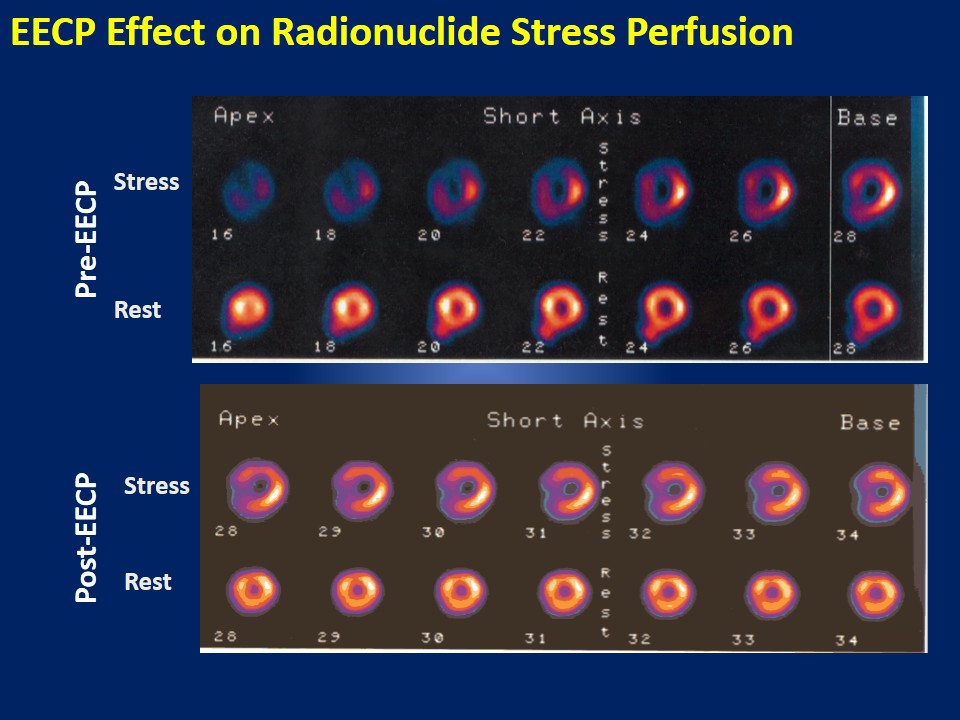 EECP Effect on Radionuclide Stress Perfusion
Apex Short Axis Base
Pre-EECP
Stress
Stress
16 18 20 22 24 26 28
Rest
Rest
16 18 20 22 24 26 28
Apex Short Axis Base
Post-EECP
Stress
Stress
28 29 30 31 32 33 34
Rest
Rest
28 29 30 31 32 33 34